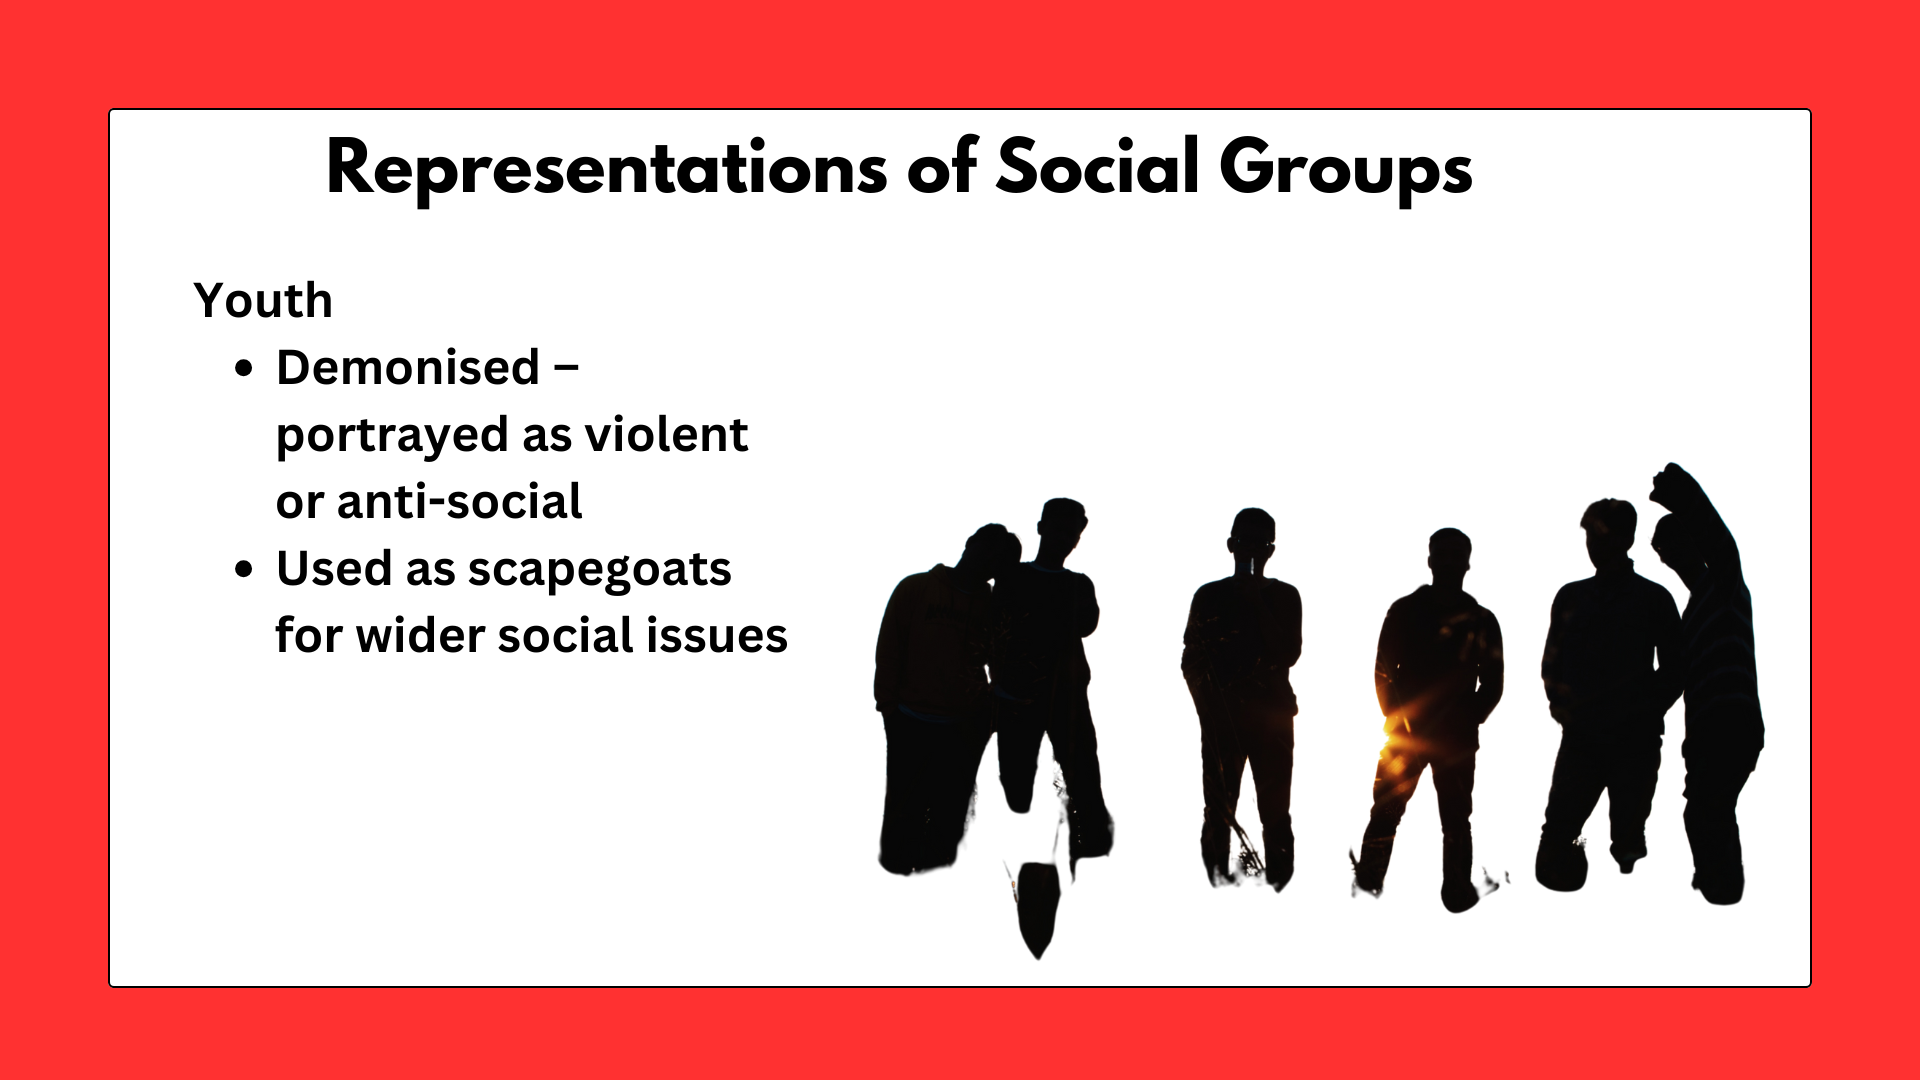 Representations of Social Groups
Youth
• Demonised –
portrayed as violent
or anti-social
• Used as scapegoats
for wider social issues